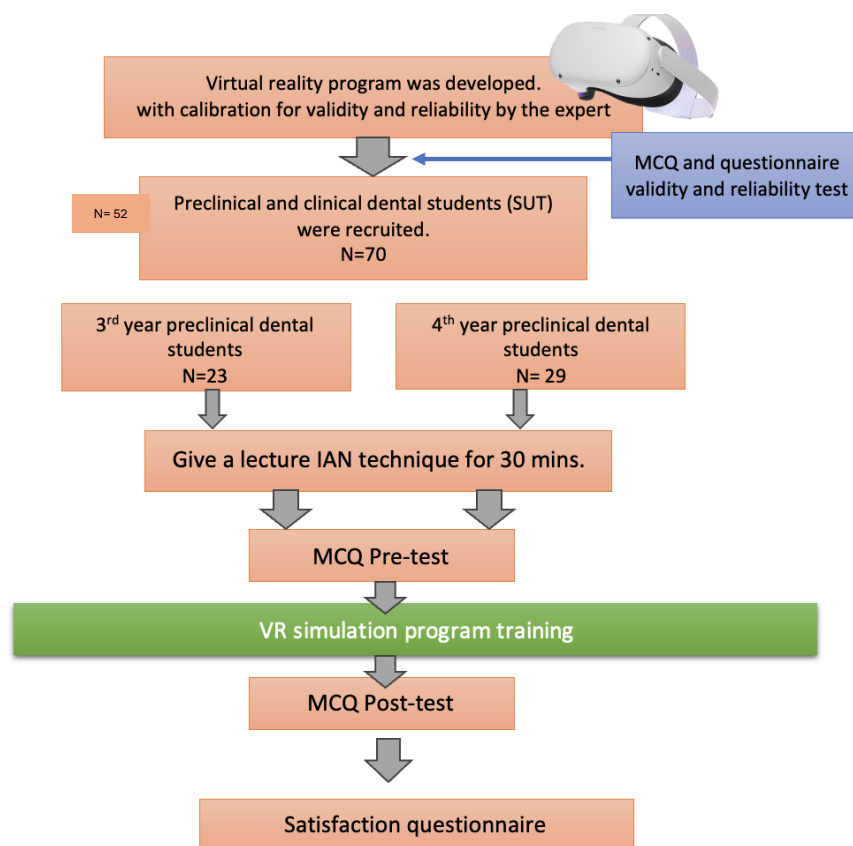 Virtual reality program was developed.
with calibration for validity and reliability by the expert
MCQ and questionnaire
validity and reliability test
N= 52
Preclinical and clinical dental students (SUT)
were recruited.
N=70
3rd year preclinical dental
students
N=23
4th year preclinical dental
students
N= 29
Give a lecture IAN technique for 30 mins.
MCQ Pre-test
VR simulation program training
MCQ Post-test
Satisfaction questionnaire